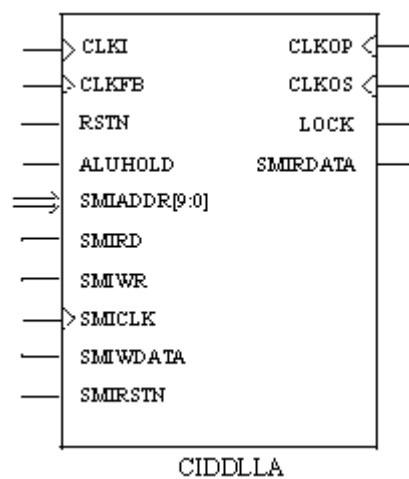 CLKI CLKOP
CLKFB CLKOS
RSTN LOCK
ALUHOLD SMIRDATA
SMIADDR[9:0]
SMIRD
SMIWR
SMICLK
SMIWDATA
SMIRSTN
CIDDLLA